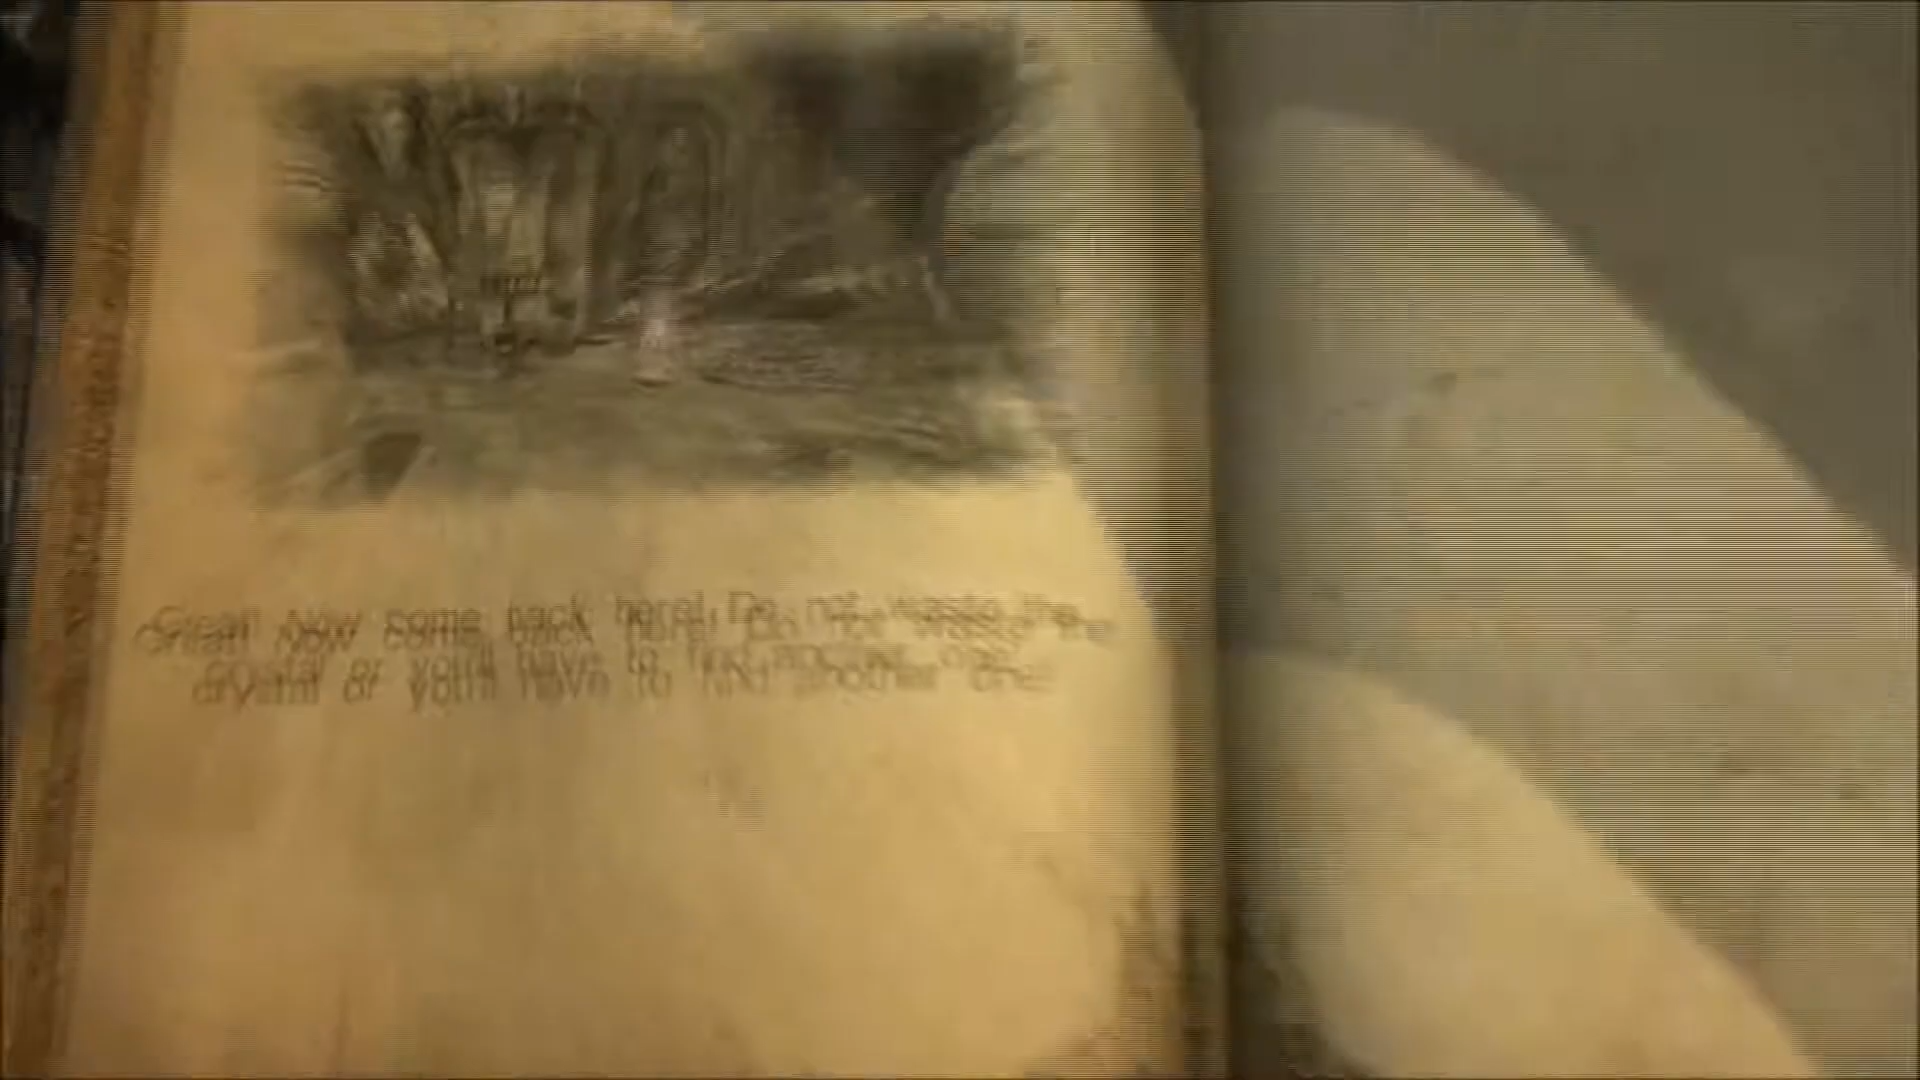 Great! Now come back here! Do not waste the
crystal or you'll have to find another one!